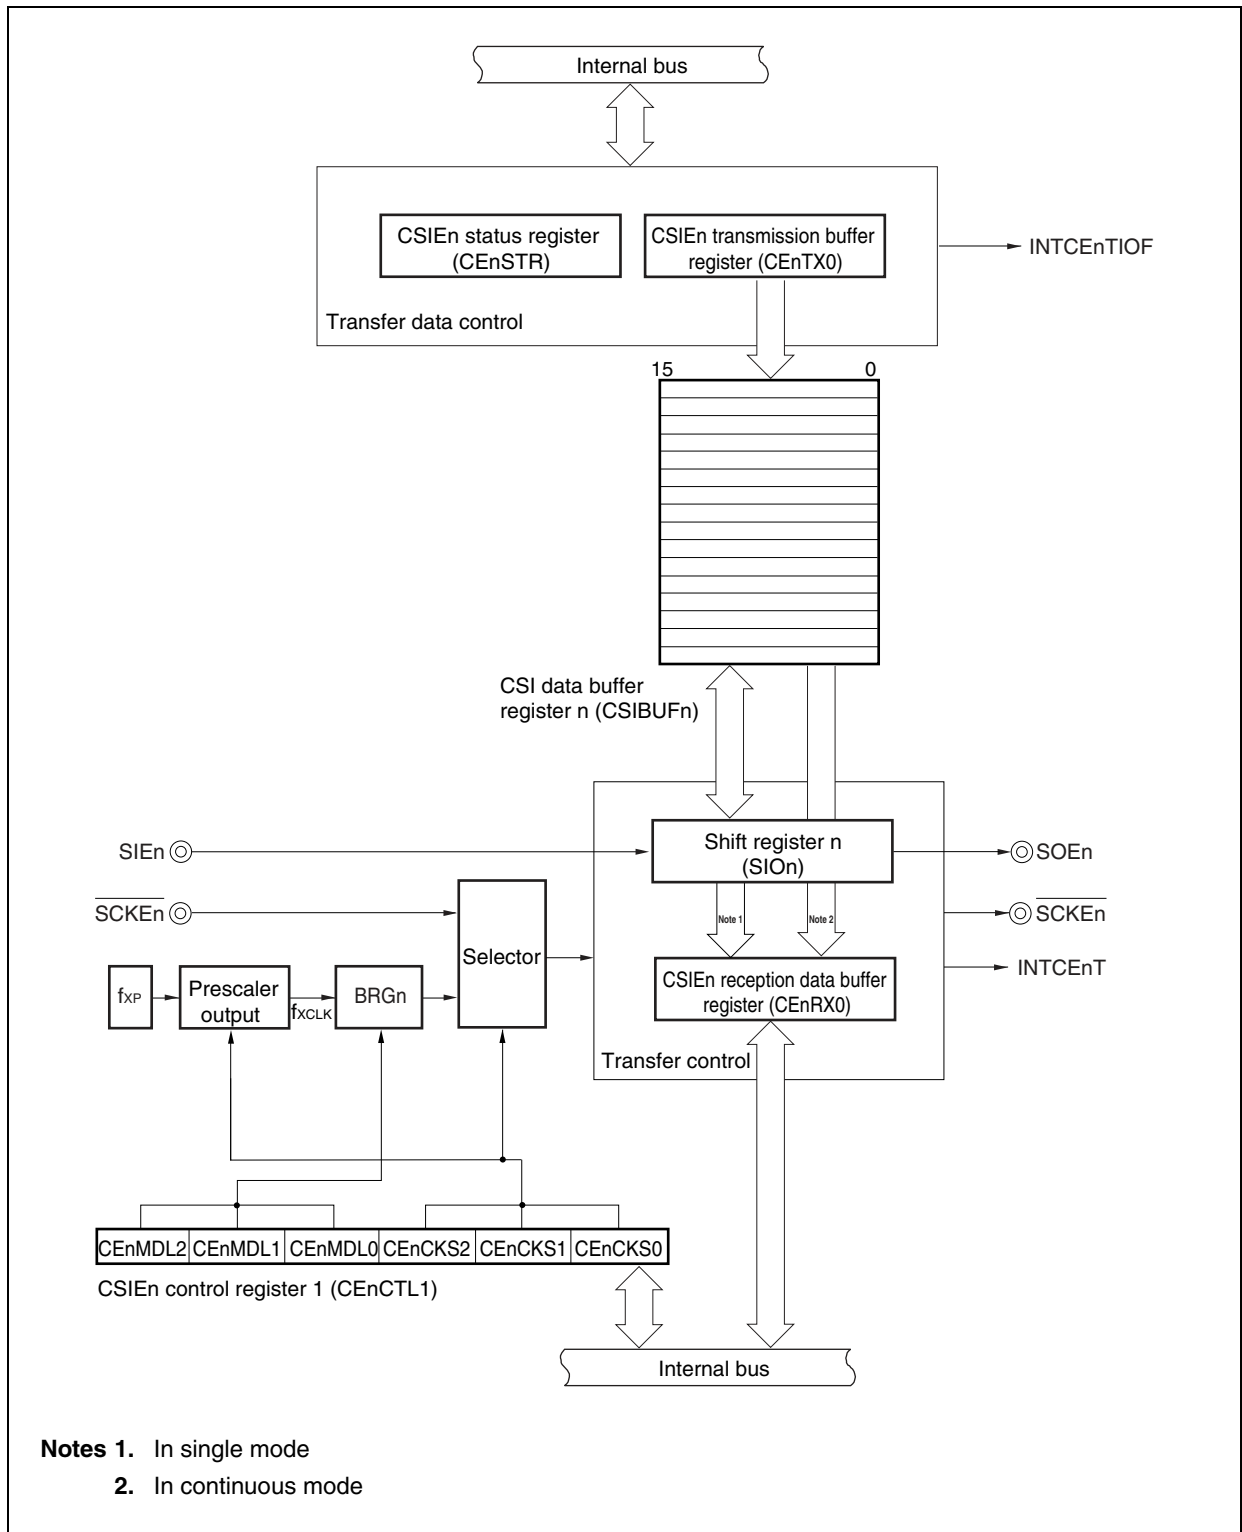 Internal bus
CSIEn status register
(CEnSTR)
CSIEn transmission buffer
register (CEnTX0)
INTCEnTIOF
Transfer data control
15 0
CSI data buffer
register n (CSIBUFn)
SIEn
Shift register n
(SIOn)
SOEn
SCKEn
SCKEn
Note 1
Note 2
Selector
INTCEnT
fXP
Prescaler
output
fXCLK
BRGn
CSIEn reception data buffer
register (CEnRX0)
Transfer control
CEnMDL2 CEnMDL1 CEnMDL0 CEnCKS2 CEnCKS1 CEnCKS0
CSIEn control register 1 (CEnCTL1)
Internal bus
Notes 1. In single mode
2. In continuous mode